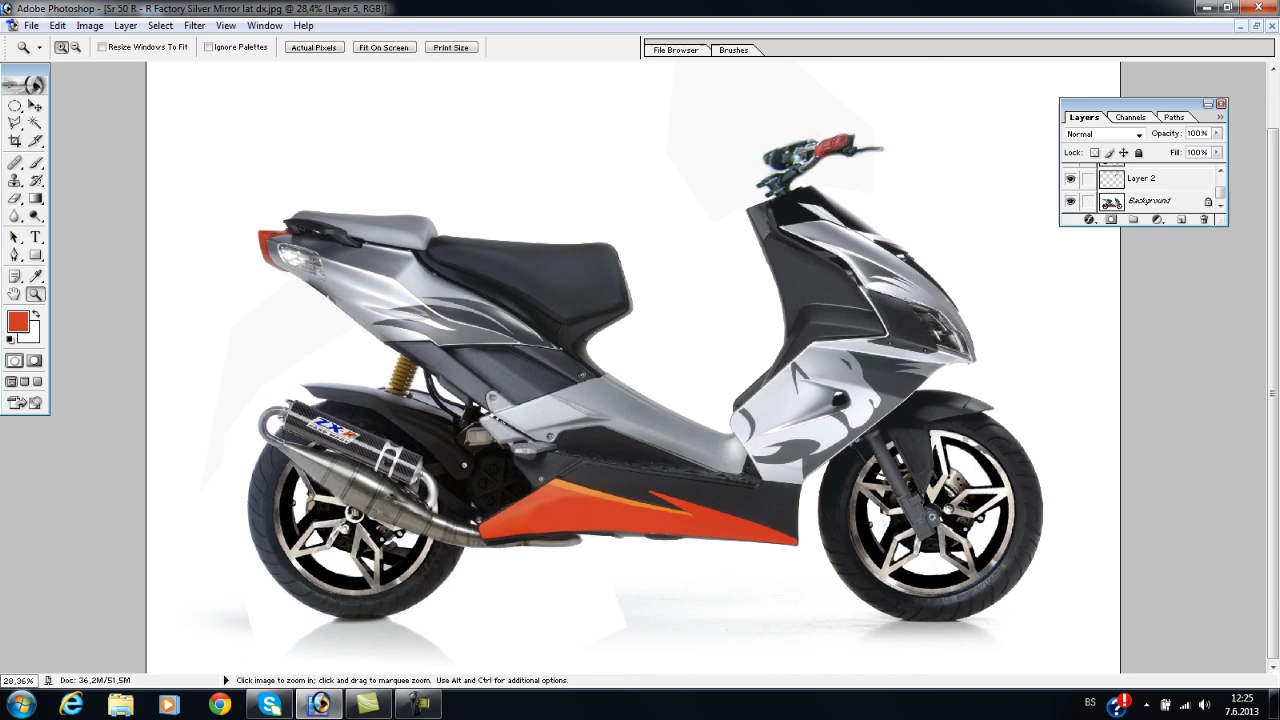 Adobe Photoshop - [Sr 50 R - R Factory Silver Mirror lat dx.jpg @ 28,4% (Layer 5, RGB)]
File Edit Image Layer Select Filter View Window Help
Resize Windows To Fit Ignore Palettes Actual Pixels Fit On Screen Print Size File Browser Brushes
Layers Channels Paths
Normal Opacity: 100%
Lock: Fill: 100%
Layer 2
Background
T
28,36% Doc: 36,2M/51,5M Click image to zoom in; click and drag to marquee zoom. Use Alt and Ctrl for additional options.
BS 12:25
7.6.2013